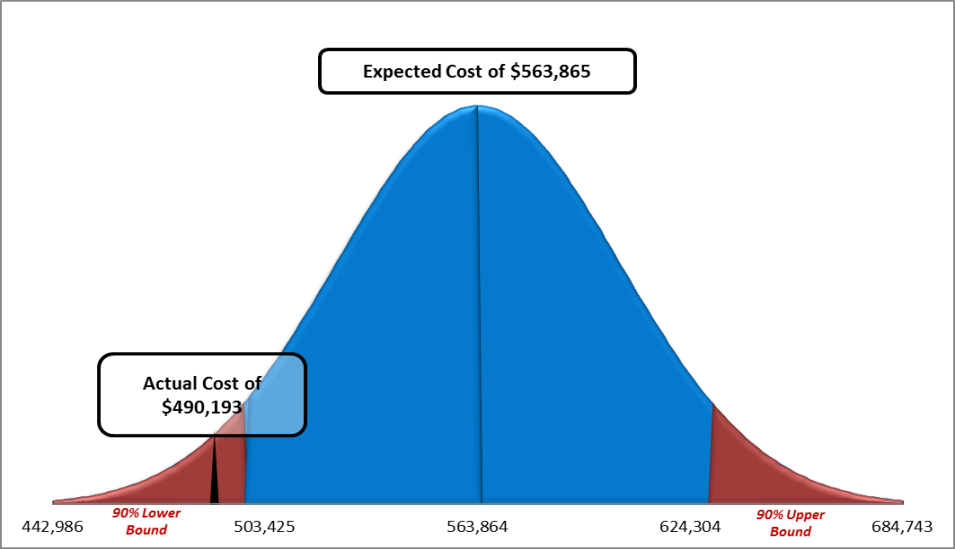 Expected Cost of $563,865
Actual Cost of
$490,193
442,986
90% Lower
Bound
503,425
563,864
624,304
90% Upper
Bound
684,743